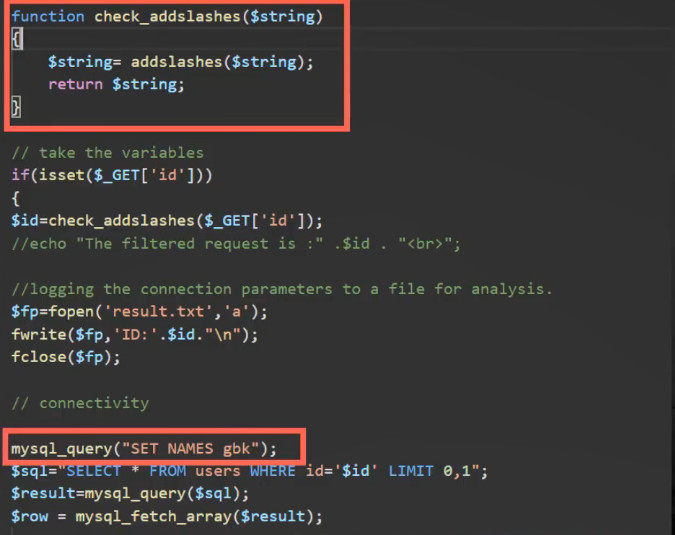 function check_addslashes($string)
{
    $string= addslashes($string);
    return $string;
}
// take the variables
if(isset($_GET['id']))
{
$id=check_addslashes($_GET['id']);
//echo "The filtered request is :" .$id . "<br>";
//logging the connection parameters to a file for analysis.
$fp=fopen('result.txt','a');
fwrite($fp,'ID:'.$id."\n");
fclose($fp);
// connectivity
mysql_query("SET NAMES gbk");
$sql="SELECT * FROM users WHERE id='$id' LIMIT 0,1";
$result=mysql_query($sql);
$row = mysql_fetch_array($result);